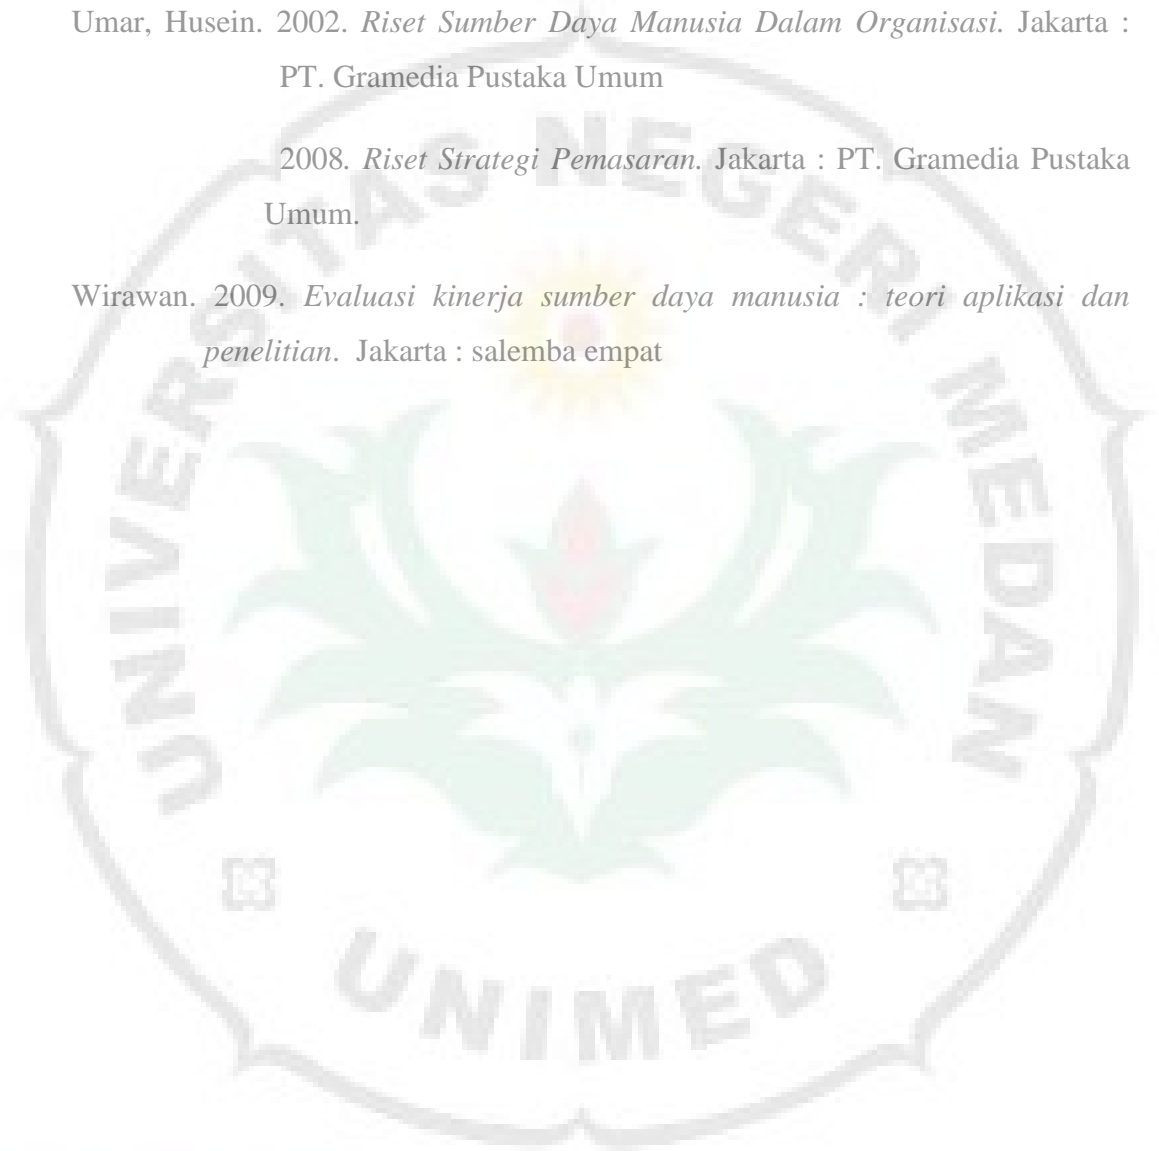 Umar, Husein. 2002. Riset Sumber Daya Manusia Dalam Organisasi. Jakarta :
PT. Gramedia Pustaka Umum
2008. Riset Strategi Pemasaran. Jakarta : PT. Gramedia Pustaka
Umum.
Wirawan. 2009. Evaluasi kinerja sumber daya manusia : teori aplikasi dan
penelitian. Jakarta : salemba empat
UNIVERSITAS NEGERI MEDAN
UNIMED